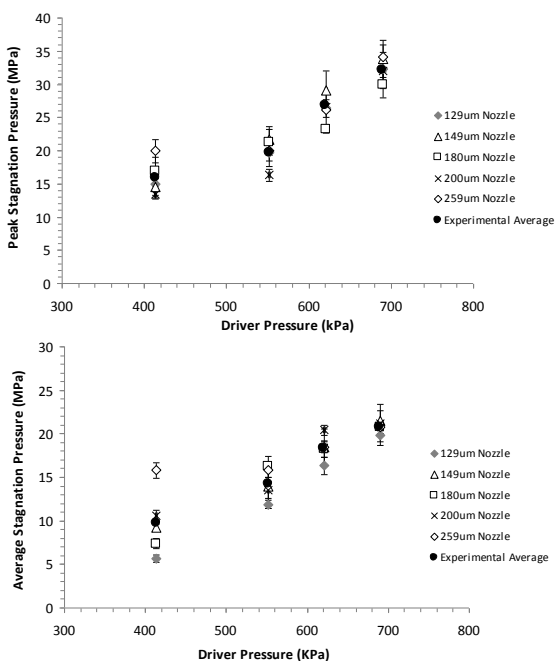 Peak Stagnation Pressure (MPa)
40
35
30
25
20
15
10
5
0
300 400 500 600 700 800
Driver Pressure (kPa)
129um Nozzle
149um Nozzle
180um Nozzle
200um Nozzle
259um Nozzle
Experimental Average
Average Stagnation Pressure (MPa)
30
25
20
15
10
5
0
300 400 500 600 700 800
Driver Pressure (KPa)
129um Nozzle
149um Nozzle
180um Nozzle
200um Nozzle
259um Nozzle
Experimental Average